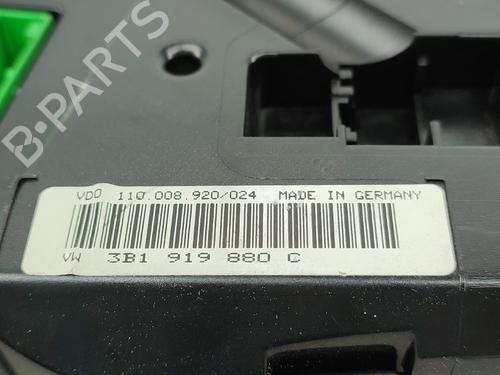 B-PARTS
VDO 110.008.920/024 MADE IN GERMANY
VW 3B1 919 880 C